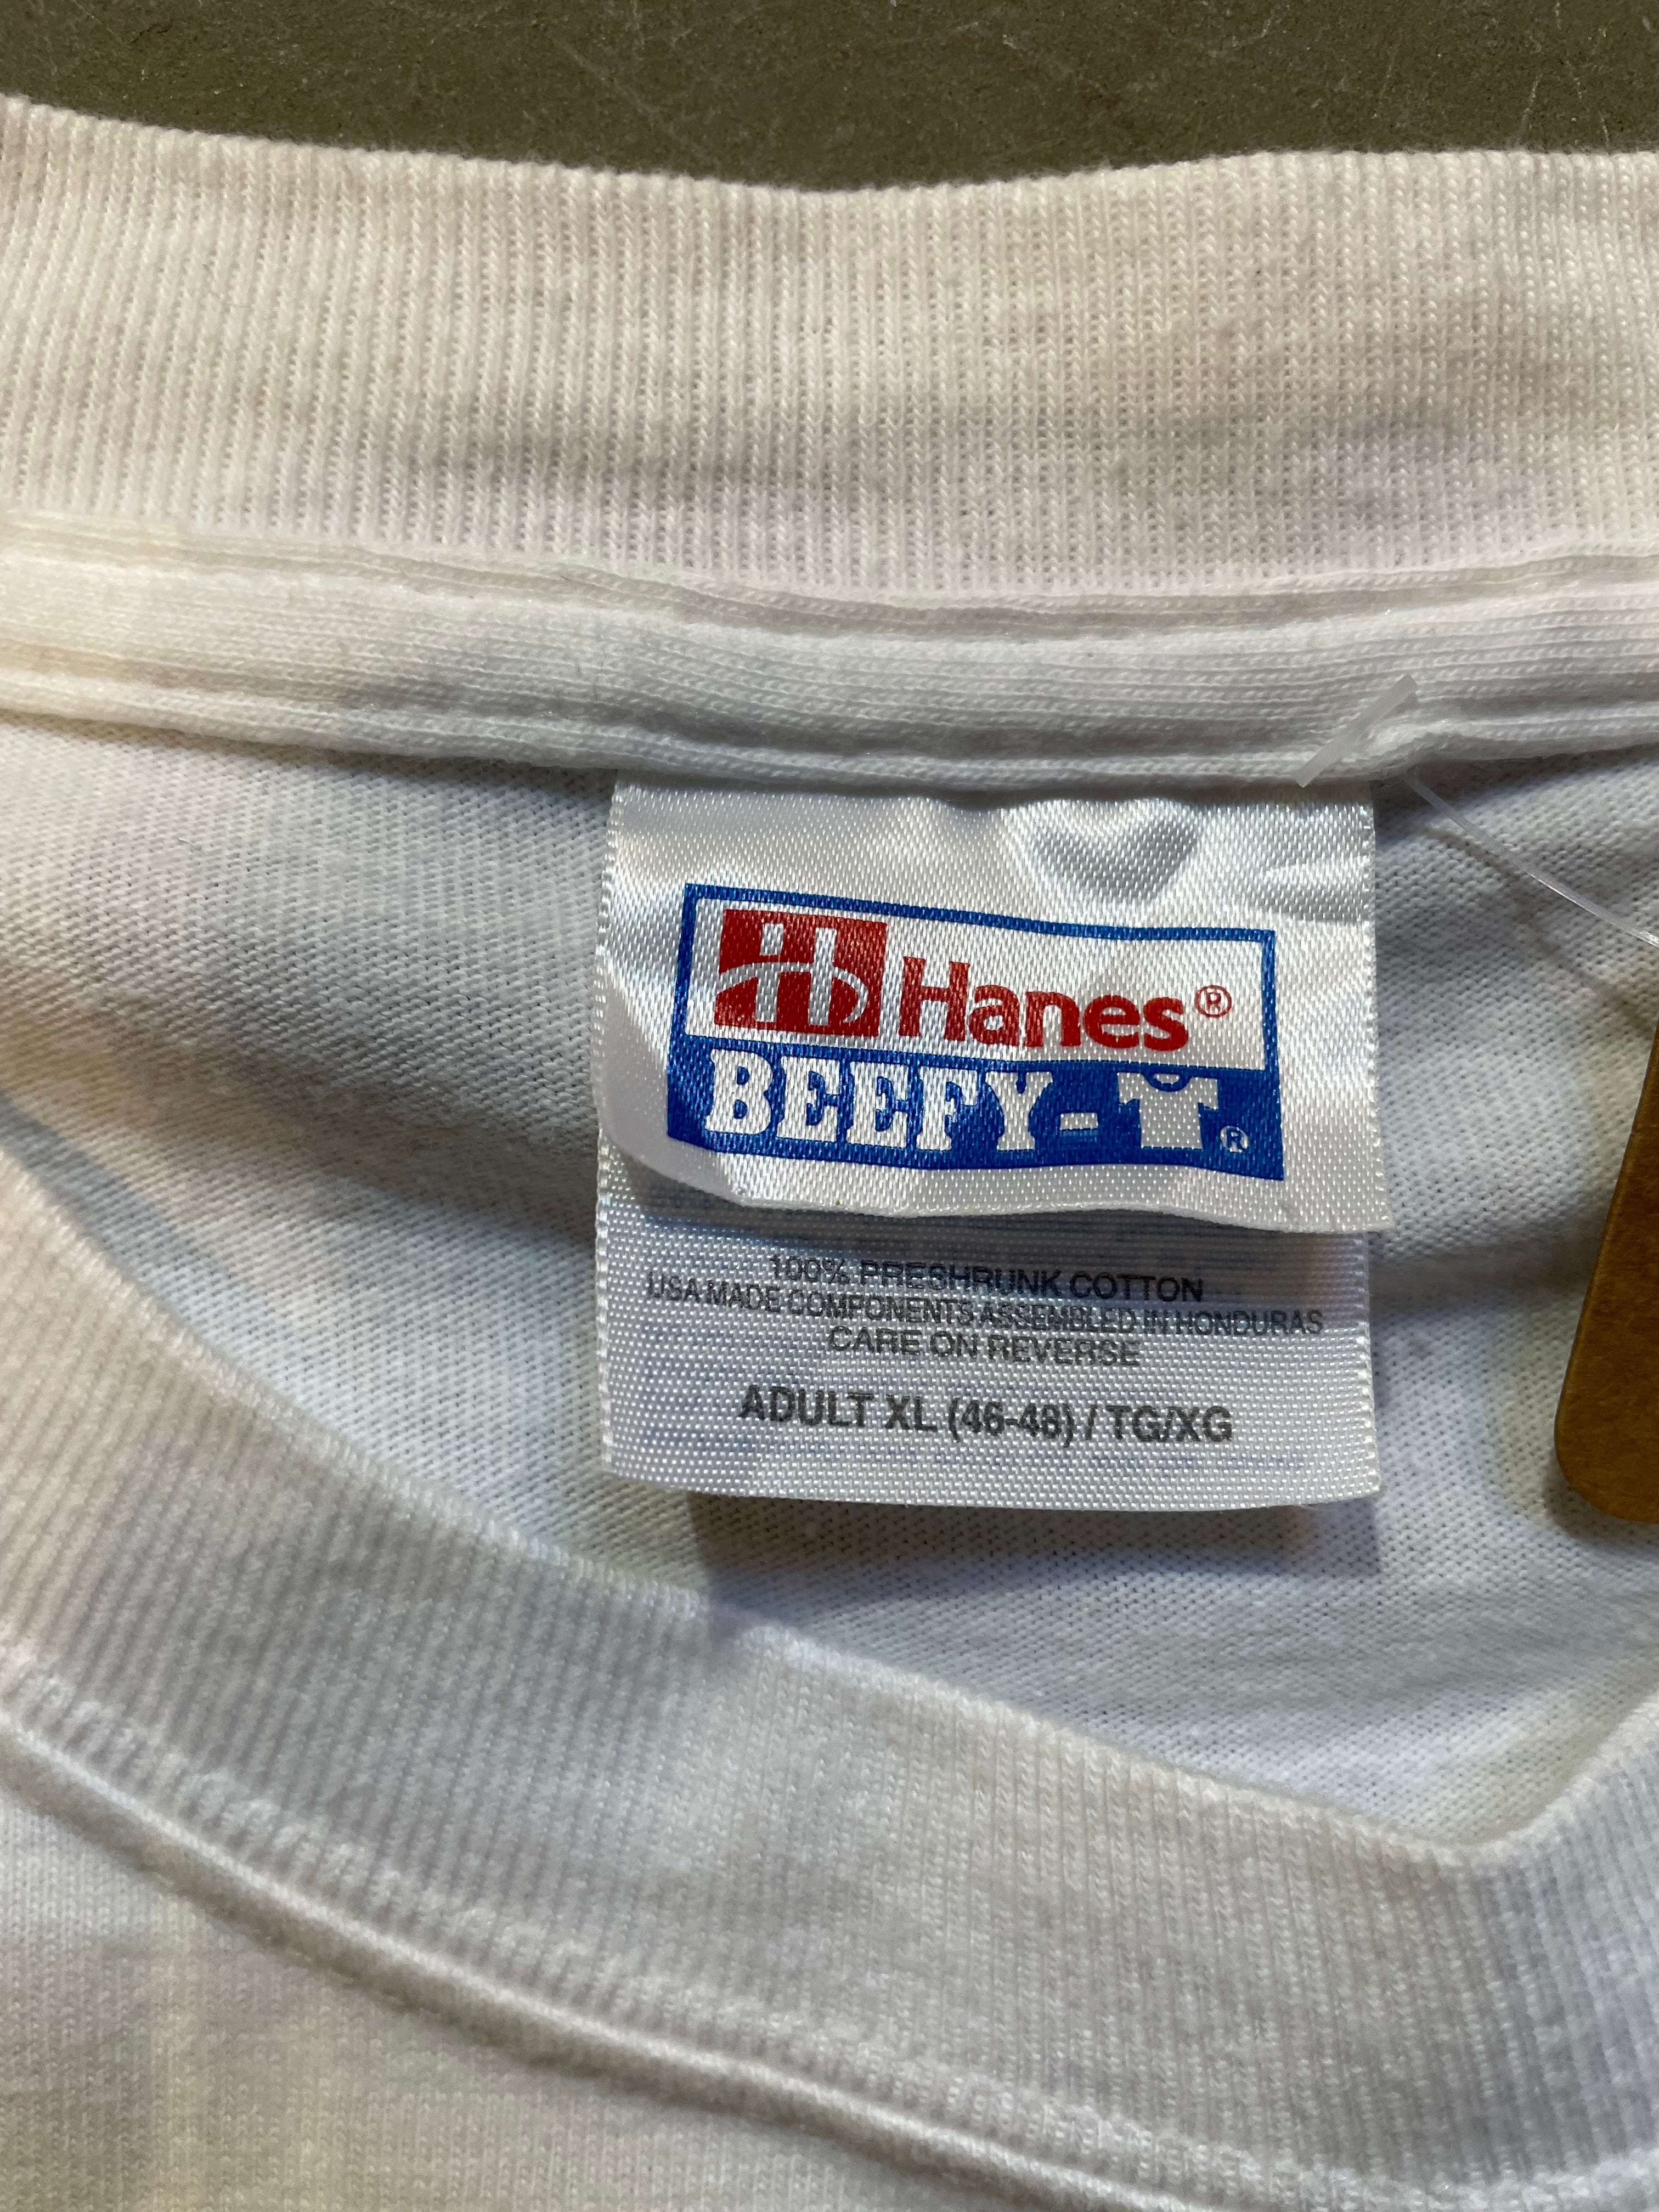 Hanes®
BEEFY-T®
100% PRESHRUNK COTTON
USA MADE COMPONENTS ASSEMBLED IN HONDURAS
CARE ON REVERSE
ADULT XL (46-48) / TG/XG